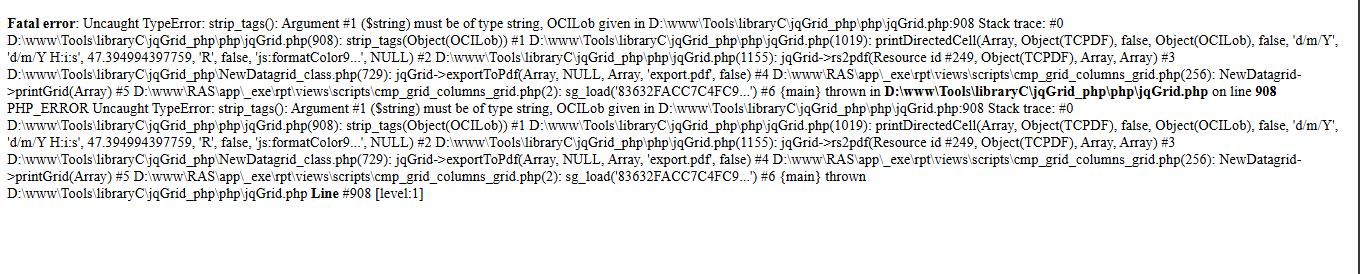 Fatal error: Uncaught TypeError: strip_tags(): Argument #1 ($string) must be of type string, OCILob given in D:\www\Tools\libraryC\jqGrid_php\php\jqGrid.php:908 Stack trace: #0
D:\www\Tools\libraryC\jqGrid_php\php\jqGrid.php(908): strip_tags(Object(OCILob)) #1 D:\www\Tools\libraryC\jqGrid_php\php\jqGrid.php(1019): printDirectedCell(Array, Object(TCPDF), false, Object(OCILob), false, 'd/m/Y',
'd/m/Y H:i:s', 47.394994397759, 'R', false, 'js:formatColor9...', NULL) #2 D:\www\Tools\libraryC\jqGrid_php\php\jqGrid.php(1155): jqGrid->rs2pdf(Resource id #249, Object(TCPDF), Array, Array) #3
D:\www\Tools\libraryC\jqGrid_php\NewDatagrid_class.php(729): jqGrid->exportToPdf(Array, NULL, Array, 'export.pdf', false) #4 D:\www\RAS\app\_exe\rpt\views\scripts\cmp_grid_columns_grid.php(256): NewDatagrid-
>printGrid(Array) #5 D:\www\RAS\app\_exe\rpt\views\scripts\cmp_grid_columns_grid.php(2): sg_load('83632FACC7C4FC9...') #6 {main} thrown in D:\www\Tools\libraryC\jqGrid_php\php\jqGrid.php on line 908
PHP_ERROR Uncaught TypeError: strip_tags(): Argument #1 ($string) must be of type string, OCILob given in D:\www\Tools\libraryC\jqGrid_php\php\jqGrid.php:908 Stack trace: #0
D:\www\Tools\libraryC\jqGrid_php\php\jqGrid.php(908): strip_tags(Object(OCILob)) #1 D:\www\Tools\libraryC\jqGrid_php\php\jqGrid.php(1019): printDirectedCell(Array, Object(TCPDF), false, Object(OCILob), false, 'd/m/Y',
'd/m/Y H:i:s', 47.394994397759, 'R', false, 'js:formatColor9...', NULL) #2 D:\www\Tools\libraryC\jqGrid_php\php\jqGrid.php(1155): jqGrid->rs2pdf(Resource id #249, Object(TCPDF), Array, Array) #3
D:\www\Tools\libraryC\jqGrid_php\NewDatagrid_class.php(729): jqGrid->exportToPdf(Array, NULL, Array, 'export.pdf', false) #4 D:\www\RAS\app\_exe\rpt\views\scripts\cmp_grid_columns_grid.php(256): NewDatagrid-
>printGrid(Array) #5 D:\www\RAS\app\_exe\rpt\views\scripts\cmp_grid_columns_grid.php(2): sg_load('83632FACC7C4FC9...') #6 {main} thrown
D:\www\Tools\libraryC\jqGrid_php\php\jqGrid.php Line #908 [level:1]